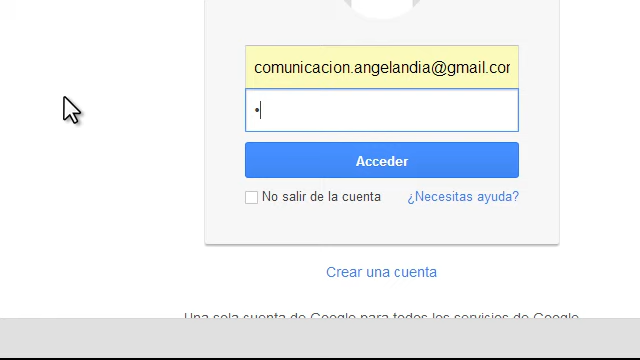 comunicacion.angelandia@gmail.cor
•
Acceder
No salir de la cuenta
¿Necesitas ayuda?
Crear una cuenta
Una sola cuenta de Google para todos los servicios de Google